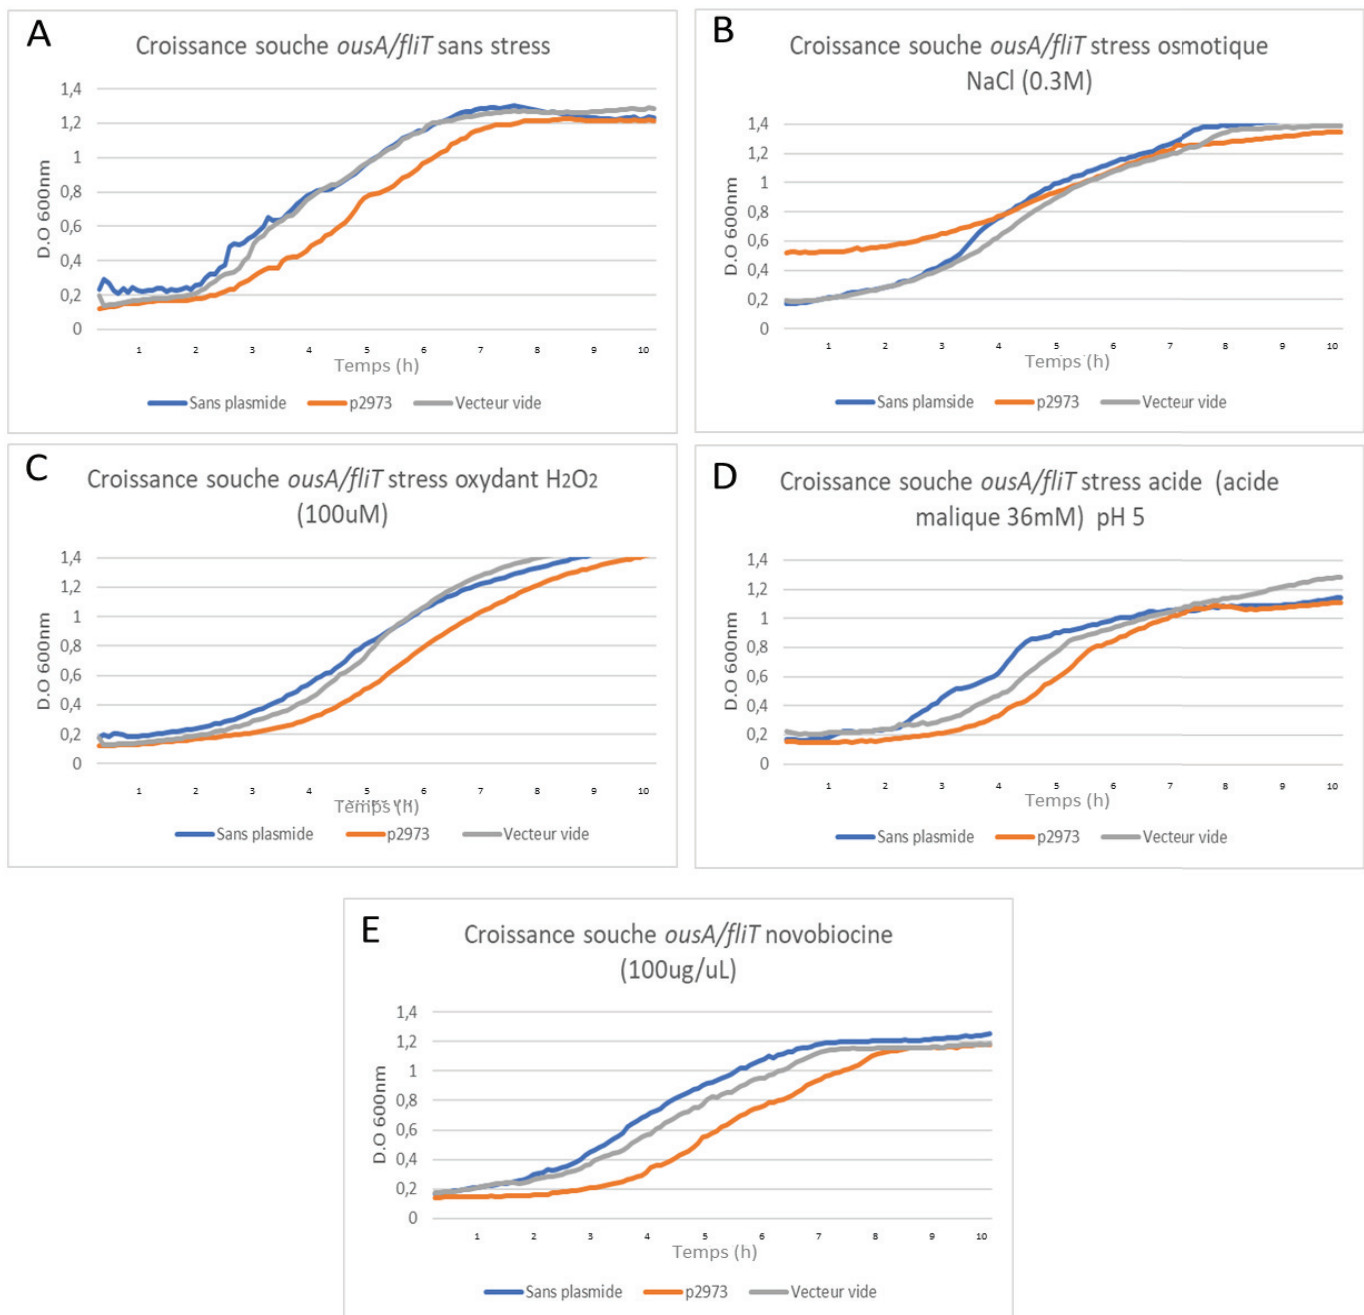 A
Croissance souche ousA/fliT sans stress
1,4
1,2
1
0,8
0,6
0,4
0,2
0
D.O 600nm
1 2 3 4 5 6 7 8 9 10
Temps (h)
Sans plasmide p2973 Vecteur vide
B
Croissance souche ousA/fliT stress osmotique
NaCl (0.3M)
1,4
1,2
1
0,8
0,6
0,4
0,2
0
D.O 600nm
1 2 3 4 5 6 7 8 9 10
Temps (h)
Sans plamside p2973 Vecteur vide
C
Croissance souche ousA/fliT stress oxydant H2O2
(100uM)
1,4
1,2
1
0,8
0,6
0,4
0,2
0
D.O 600nm
1 2 3 4 5 6 7 8 9 10
Temps (h)
Sans plasmide p2973 Vecteur vide
D
Croissance souche ousA/fliT stress acide (acide
malique 36mM) pH 5
1,4
1,2
1
0,8
0,6
0,4
0,2
0
D.O 600nm
1 2 3 4 5 6 7 8 9 10
Temps (h)
Sans plasmide p2973 Vecteur vide
E
Croissance souche ousA/fliT novobiocine
(100ug/uL)
1,4
1,2
1
0,8
0,6
0,4
0,2
0
D.O 600nm
1 2 3 4 5 6 7 8 9 10
Temps (h)
Sans plasmide p2973 Vecteur vide